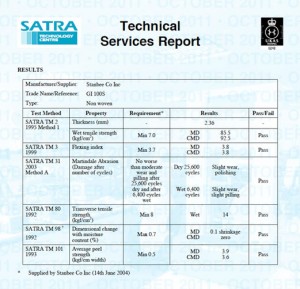 SATRA
TECHNOLOGY
CENTRE
Technical
Services Report
UKAS
RESULTS
Manufacturer/Supplier: Stanbee Co Inc
Trade Name/Reference: GI 1005
Type: Non woven
Test Method Property Requirement* Results Pass/Fail
SATRA TM 2 Thickness (mm) - 2.36 -
1993 Method 1
Wet tensile strength MD 85.5
(kgf/cm) Min 7.0 CMD 92.5 Pass
SATRA TM 3 Flexing index MD 3.8
1999 Min 3.7 CMD 3.8 Pass
SATRA TM 31 Martindale Abrasion No worse
2003 (Damage after than moderate Dry 25,600 Slight wear,
Method A number of cycles) wear and cycles polishing
pilling after
25,600 cycles Pass
dry and after Wet 6,400 Slight wear,
6,400 cycles cycles slight pilling
wet
SATRA TM 80 Transverse tensile
1992 strength Min 8 Wet 14 Pass
(kgf/cm²)
SATRA TM 98 Dimensional change MD 0.1 shrinkage
1992 with moisture Max 0.7 CMD zero Pass
content (%)
SATRA TM 101 Average peel MD 3.9
1993 strength Min 0.5 CMD 3.6 Pass
(kgf/cm width)
* Supplied by Stanbee Co Inc (14th June 2004)